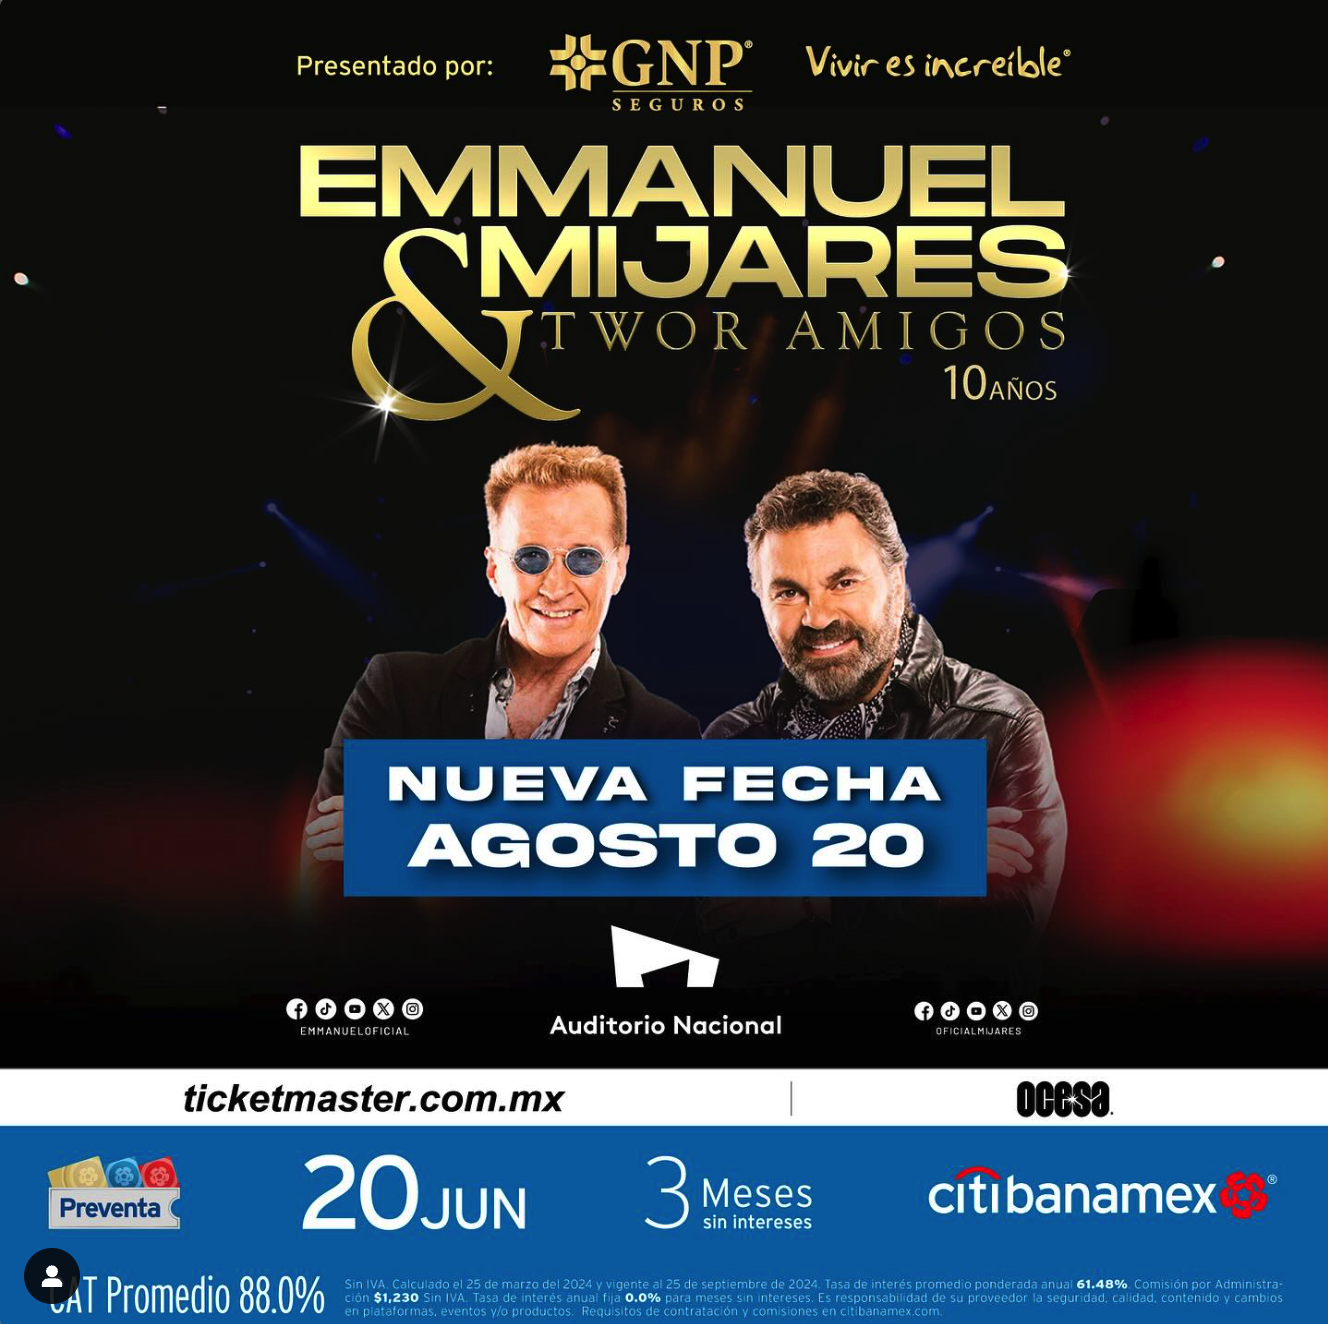 Presentado por: GNP® Vivir es increíble®
SEGUROS
EMMANUEL
& MIJARES
TWOR AMIGOS
10 AÑOS
NUEVA FECHA
AGOSTO 20
EMMANUELOFICIAL
Auditorio Nacional
OFICIALMIJARES
ticketmaster.com.mx
ocesa.
Preventa
20 JUN
3 Meses
sin intereses
citibanamex®
CAT Promedio 88.0%
Sin IVA. Calculado el 25 de marzo del 2024 y vigente al 25 de septiembre de 2024. Tasa de interés promedio ponderada anual 61.48%. Comisión por Administra-
ción $1,230 Sin IVA. Tasa de interés anual fija 0.0% para meses sin intereses. Es responsabilidad de su proveedor la seguridad, calidad, contenido y cambios
en plataformas, eventos y/o productos. Requisitos de contratación y comisiones en citibanamex.com.